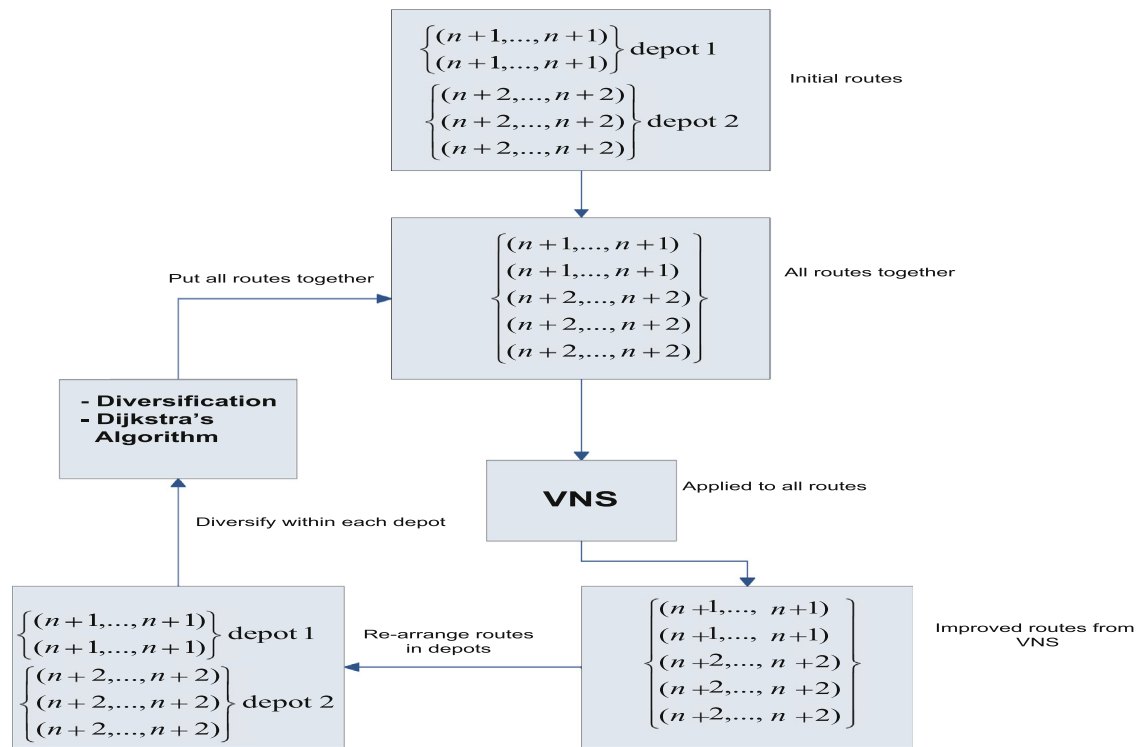 (n + 1,..., n + 1)
(n + 1,..., n + 1)
depot 1
(n + 2,..., n + 2)
(n + 2,..., n + 2)
(n + 2,..., n + 2)
depot 2
Initial routes
(n + 1,..., n + 1)
(n + 1,..., n + 1)
(n + 2,..., n + 2)
(n + 2,..., n + 2)
(n + 2,..., n + 2)
All routes together
Put all routes together
- Diversification
- Dijkstra's
Algorithm
VNS
Applied to all routes
Diversify within each depot
(n + 1,..., n + 1)
(n + 1,..., n + 1)
depot 1
(n + 2,..., n + 2)
(n + 2,..., n + 2)
(n + 2,..., n + 2)
depot 2
Re-arrange routes
in depots
(n +1,..., n +1)
(n +1,..., n +1)
(n +2,..., n +2)
(n +2,..., n +2)
(n +2,..., n +2)
Improved routes from
VNS